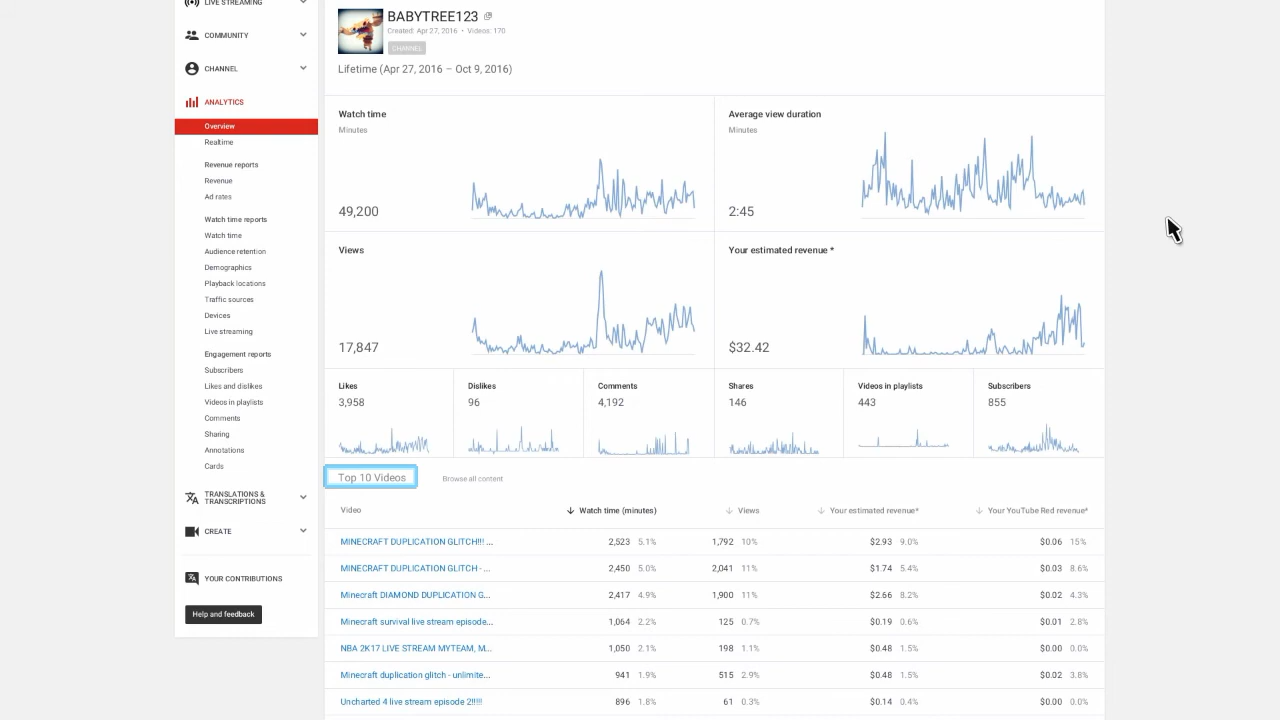 LIVE STREAMING
COMMUNITY
CHANNEL
ANALYTICS
Overview
Realtime
Revenue reports
Revenue
Ad rates
Watch time reports
Watch time
Audience retention
Demographics
Playback locations
Traffic sources
Devices
Live streaming
Engagement reports
Subscribers
Likes and dislikes
Videos in playlists
Comments
Sharing
Annotations
Cards
TRANSLATIONS &
TRANSCRIPTIONS
CREATE
YOUR CONTRIBUTIONS
Help and feedback
BABYTREE123
Created: Apr 27, 2016 • Videos: 170
CHANNEL
Lifetime (Apr 27, 2016 – Oct 9, 2016)
Watch time
Minutes
49,200
Average view duration
Minutes
2:45
Views
17,847
Your estimated revenue *
$32.42
Likes
3,958
Dislikes
96
Comments
4,192
Shares
146
Videos in playlists
443
Subscribers
855
Top 10 Videos Browse all content
Video Watch time (minutes) Views Your estimated revenue* Your YouTube Red revenue*
MINECRAFT DUPLICATION GLITCH!!! ... 2,523 5.1% 1,792 10% $2.93 9.0% $0.06 15%
MINECRAFT DUPLICATION GLITCH - ... 2,450 5.0% 2,041 11% $1.74 5.4% $0.03 8.6%
Minecraft DIAMOND DUPLICATION G... 2,417 4.9% 1,900 11% $2.66 8.2% $0.02 4.3%
Minecraft survival live stream episode... 1,064 2.2% 125 0.7% $0.19 0.6% $0.01 2.8%
NBA 2K17 LIVE STREAM MYTEAM, M... 1,050 2.1% 198 1.1% $0.48 1.5% $0.00 0.0%
Minecraft duplication glitch - unlimite... 941 1.9% 515 2.9% $0.48 1.5% $0.02 3.8%
Uncharted 4 live stream episode 2!!!!! 896 1.8% 61 0.3% $0.14 0.4% $0.00 0.0%